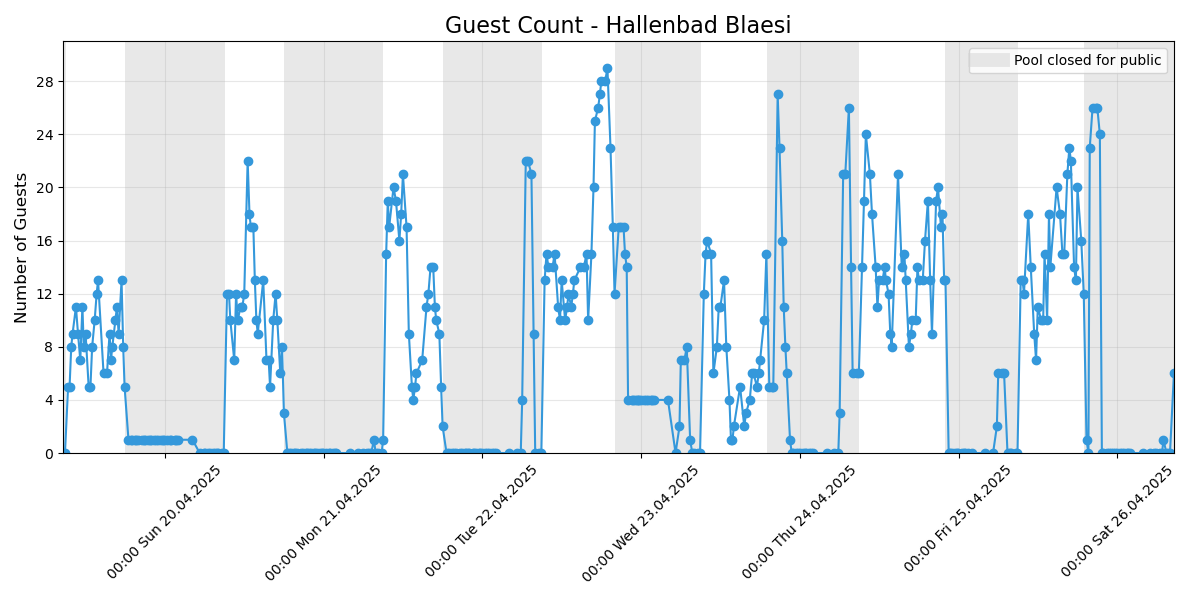 Guest Count - Hallenbad Blaesi
Pool closed for public
Number of Guests
28
24
20
16
12
8
4
0
00:00 Sun 20.04.2025
00:00 Mon 21.04.2025
00:00 Tue 22.04.2025
00:00 Wed 23.04.2025
00:00 Thu 24.04.2025
00:00 Fri 25.04.2025
00:00 Sat 26.04.2025